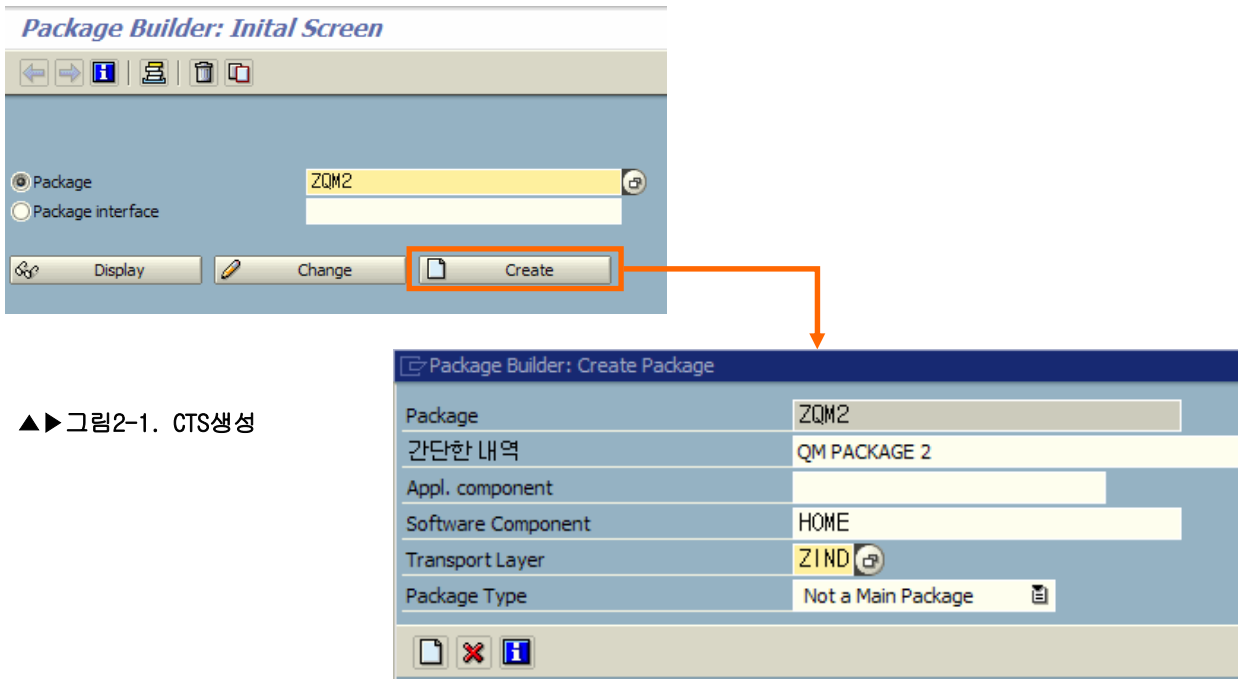 Package Builder: Inital Screen
Package
ZQM2
Package interface
Display
Change
Create
Package Builder: Create Package
▲▶그림2-1. CTS생성
Package
ZQM2
간단한 내역
QM PACKAGE 2
Appl. component
Software Component
HOME
Transport Layer
ZIND
Package Type
Not a Main Package